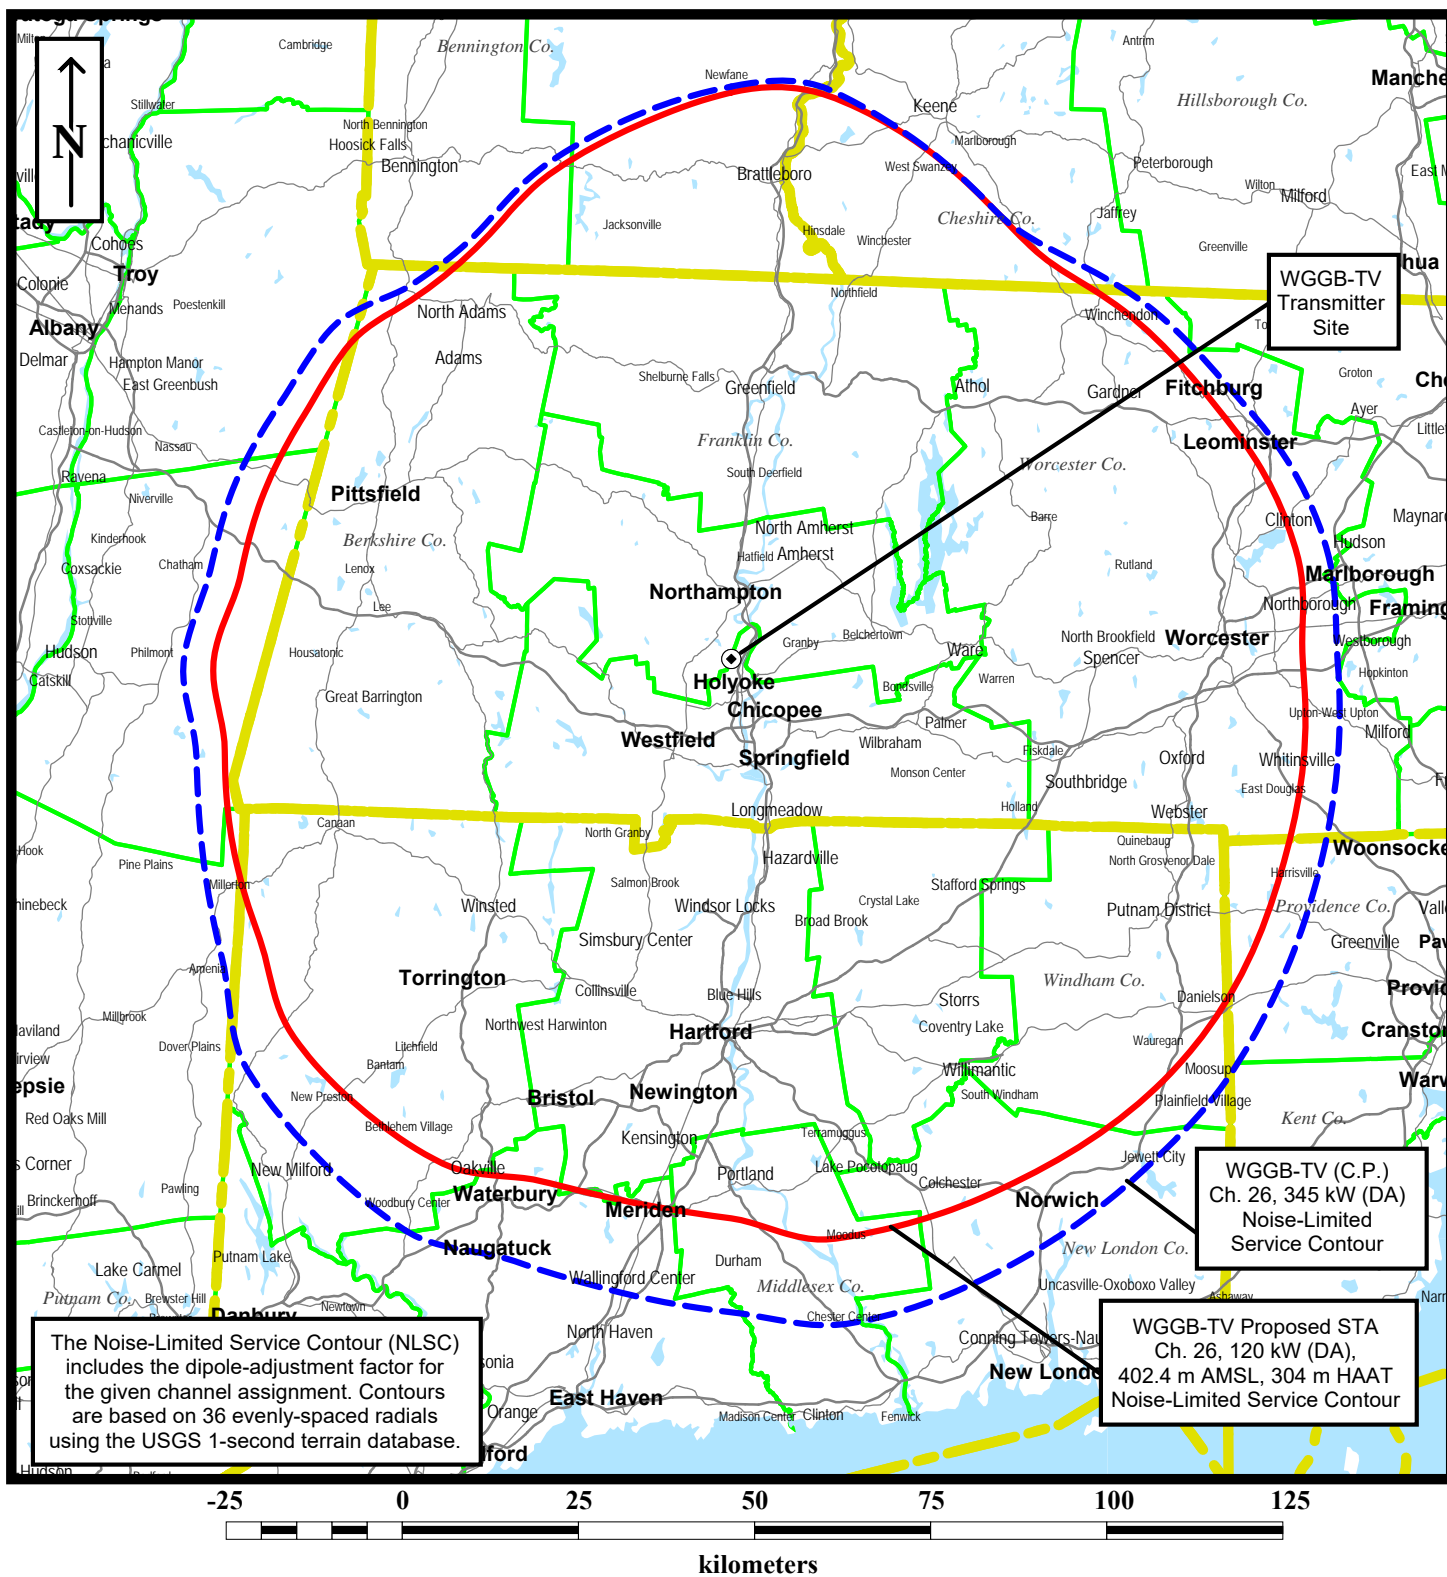 Cambridge
Bennington Co.
Antrim
Newfane
Keene
Hillsborough Co.
Stillwater
North Bennington
Hoosick Falls
Bennington
N
Marlborough
West Swanzey
Peterborough
Brattleboro
Wilton
Milford
Jaffrey
Cheshire Co.
Jacksonville
Hinsdale
Winchester
Greenville
Cohoes
Troy
Colonie
Menands
Poestenkill
WGGB-TV
Transmitter
Site
Northfield
North Adams
Winchendon
Albany
Delmar
Hampton Manor
East Greenbush
Adams
Shelburne Falls
Greenfield
Athol
Gardner
Fitchburg
Groton
Ayer
Castleton-on-Hudson
Nassau
Franklin Co.
Leominster
Worcester Co.
Ravena
Niverville
Pittsfield
South Deerfield
North Amherst
Barre
Clinton
Kinderhook
Berkshire Co.
Hatfield
Amherst
Hudson
Coxsackie
Chatham
Lenox
Rutland
Marlborough
Lee
Northampton
Northborough
Stottville
Granby
Belchertown
North Brookfield
Worcester
Westborough
Hudson
Philmont
Housatonic
Ware
Spencer
Catskill
Holyoke
Bondsville
Warren
Hopkinton
Great Barrington
Chicopee
Palmer
Upton-West Upton
Milford
Westfield
Springfield
Wilbraham
Fiskdale
Oxford
Whitinsville
Monson Center
Southbridge
East Douglas
Longmeadow
Holland
Webster
Canaan
North Granby
Quinebaug
Hook
Pine Plains
Hazardville
North Grosvenor Dale
Harrisville
Millerton
Salmon Brook
Stafford Springs
Winsted
Windsor Locks
Crystal Lake
Putnam District
Providence Co.
Broad Brook
Simsbury Center
Greenville
Amenia
Torrington
Collinsville
Blue Hills
Windham Co.
Storrs
Danielson
Millbrook
Northwest Harwinton
Hartford
Coventry Lake
Dover Plains
Litchfield
Bantam
Wauregan
Willimantic
Moosup
New Preston
Bristol
Newington
South Windham
Plainfield Village
Red Oaks Mill
Bethlehem Village
Kensington
Terramuggus
Kent Co.
s Corner
New Milford
Oakville
Portland
Lake Pocotopaug
Jewett City
WGGB-TV (C.P.)
Ch. 26, 345 kW (DA)
Noise-Limited
Service Contour
Brinckerhoff
Pawling
Woodbury Center
Waterbury
Meriden
Colchester
Norwich
Moodus
Putnam Lake
Naugatuck
Durham
New London Co.
Lake Carmel
Wallingford Center
Middlesex Co.
Uncasville-Oxoboxo Valley
Putnam Co.
Brewster Hill
Newtown
Danbury
Chester Center
Ashaway
North Haven
Conning Towers-Nau
WGGB-TV Proposed STA
Ch. 26, 120 kW (DA),
402.4 m AMSL, 304 m HAAT
Noise-Limited Service Contour
The Noise-Limited Service Contour (NLSC)
includes the dipole-adjustment factor for
the given channel assignment. Contours
are based on 36 evenly-spaced radials
using the USGS 1-second terrain database.
New Londo
East Haven
Orange
Madison Center
Clinton
Fenwick
Hudson
-25 0 25 50 75 100 125
kilometers